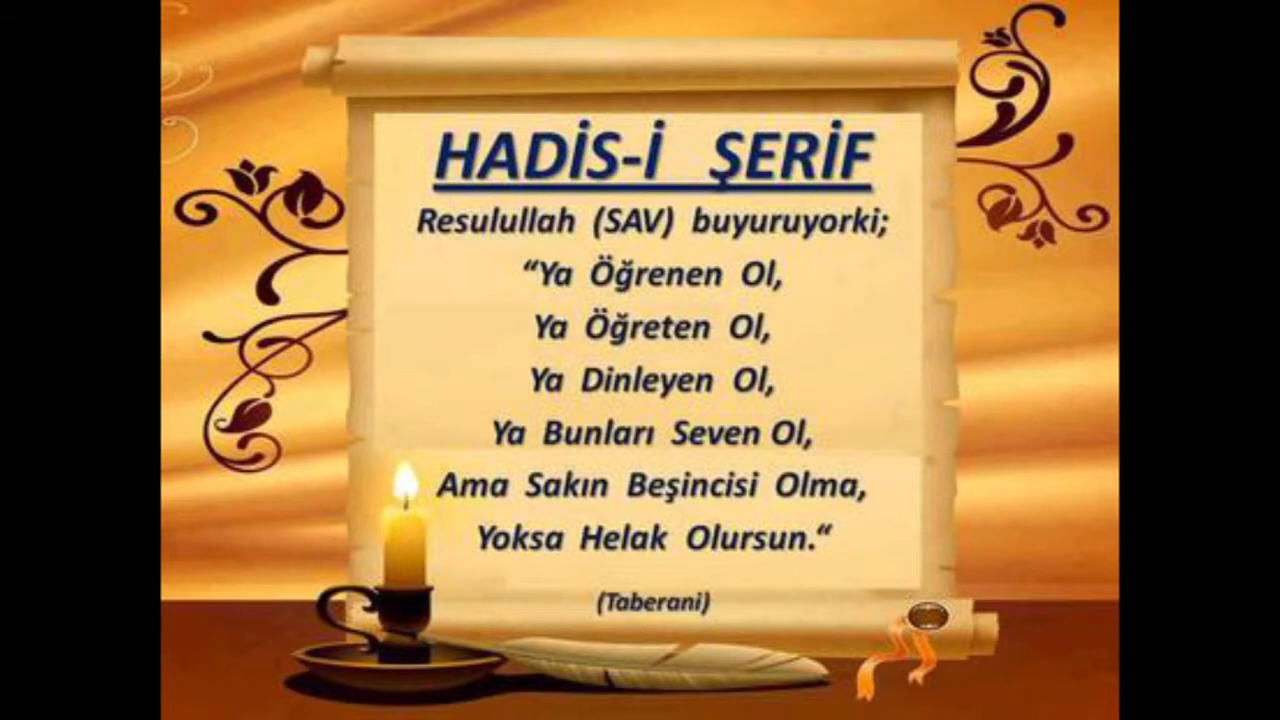 HADİS-İ ŞERİF
Resulullah (SAV) buyuruyorki;
“Ya Öğrenen Ol,
Ya Öğreten Ol,
Ya Dinleyen Ol,
Ya Bunları Seven Ol,
Ama Sakın Beşincisi Olma,
Yoksa Helak Olursun.“
(Taberani)